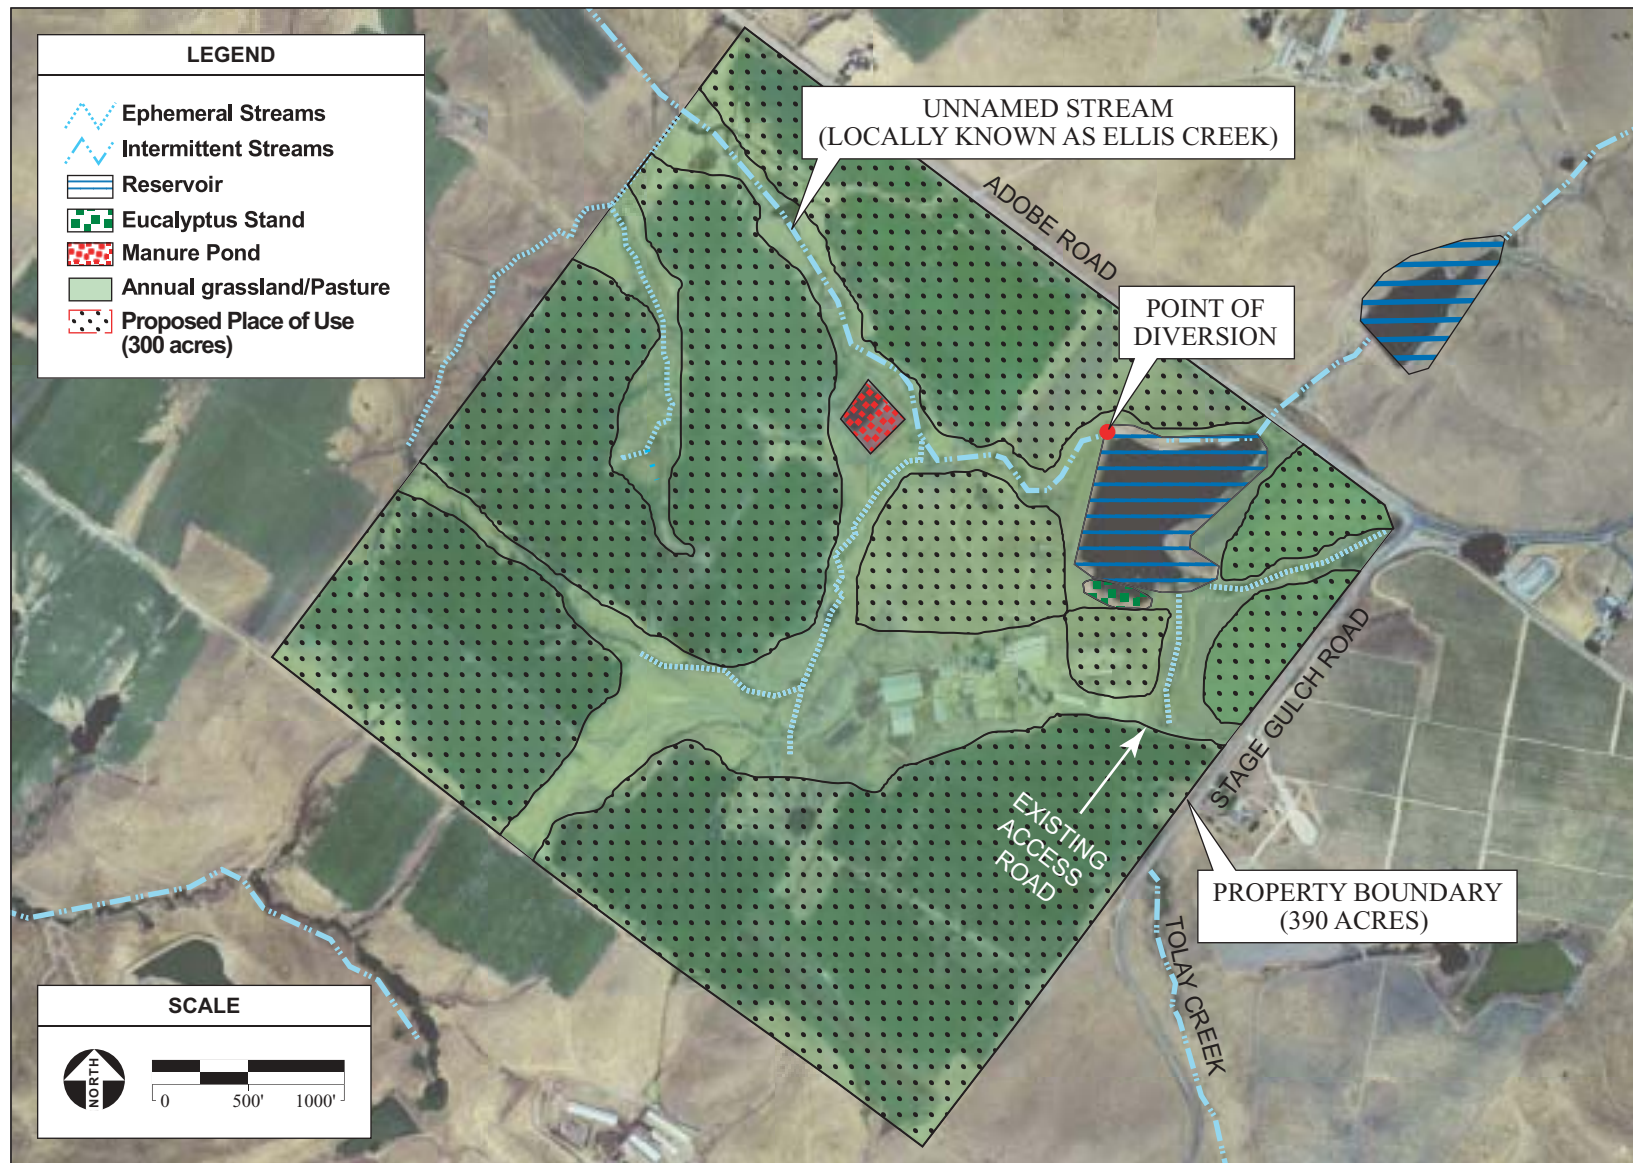 LEGEND
Ephemeral Streams
Intermittent Streams
Reservoir
Eucalyptus Stand
Manure Pond
Annual grassland/Pasture
Proposed Place of Use
(300 acres)
UNNAMED STREAM
(LOCALLY KNOWN AS ELLIS CREEK)
ADOBE ROAD
POINT OF
DIVERSION
STAGE GULCH ROAD
EXISTING
ACCESS
ROAD
PROPERTY BOUNDARY
(390 ACRES)
TOLAY CREEK
SCALE
NORTH
0 500' 1000'